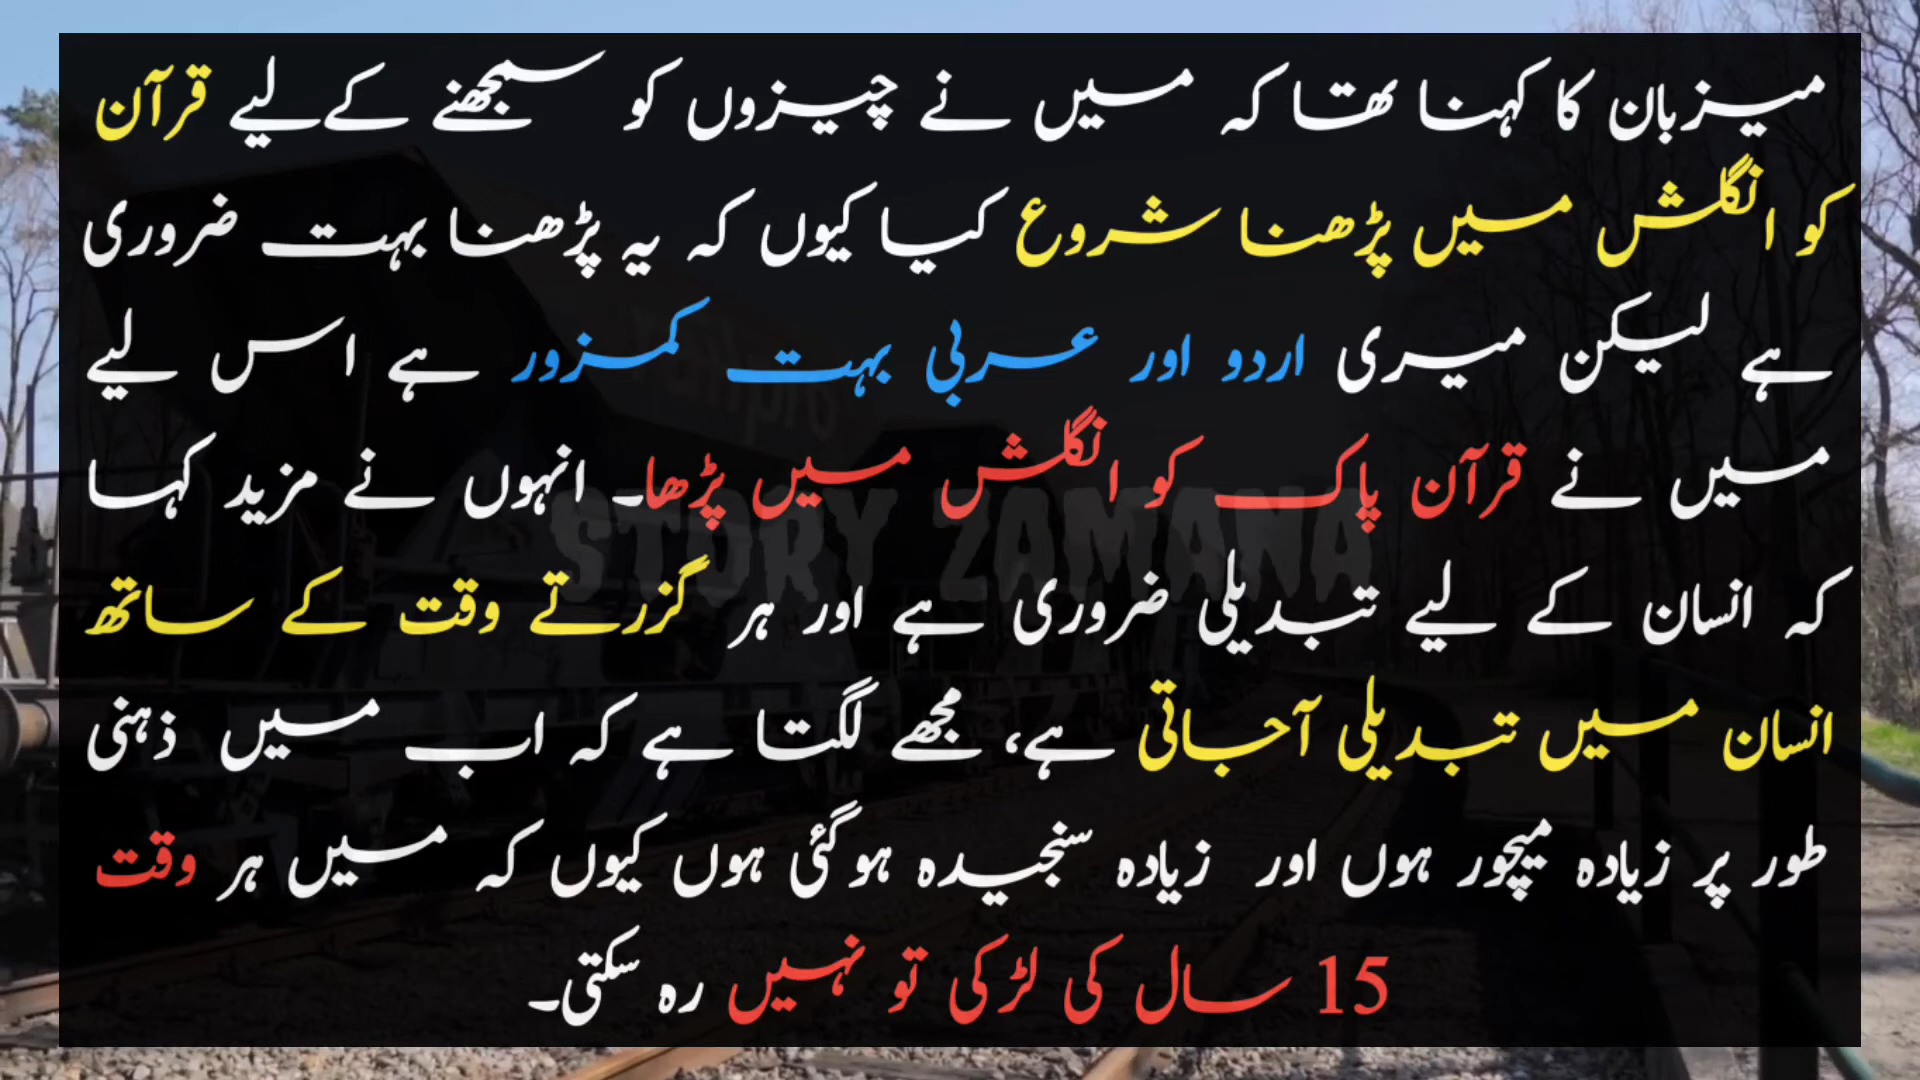 میزبان کا کہنا تھا کہ میں نے چیزوں کو سمجھنے کےلیے قرآن
کو انگلش میں پڑھنا شروع کیا کیوں کہ یہ پڑھنا بہت ضروری
ہے لیکن میری اردو اور عربی بہت کمزور ہے اس لیے
میں نے قرآن پاک کو انگلش میں پڑھا۔ انہوں نے مزید کہا
کہ انسان کے لیے تبدیلی ضروری ہے اور ہر گزرتے وقت کے ساتھ
انسان میں تبدیلی آجاتی ہے، مجھے لگتا ہے کہ اب میں ذہنی
طور پر زیادہ میچور ہوں اور زیادہ سنجیدہ ہوگئی ہوں کیوں کہ میں ہر وقت
15 سال کی لڑکی تو نہیں رہ سکتی۔
STORY ZAMANA